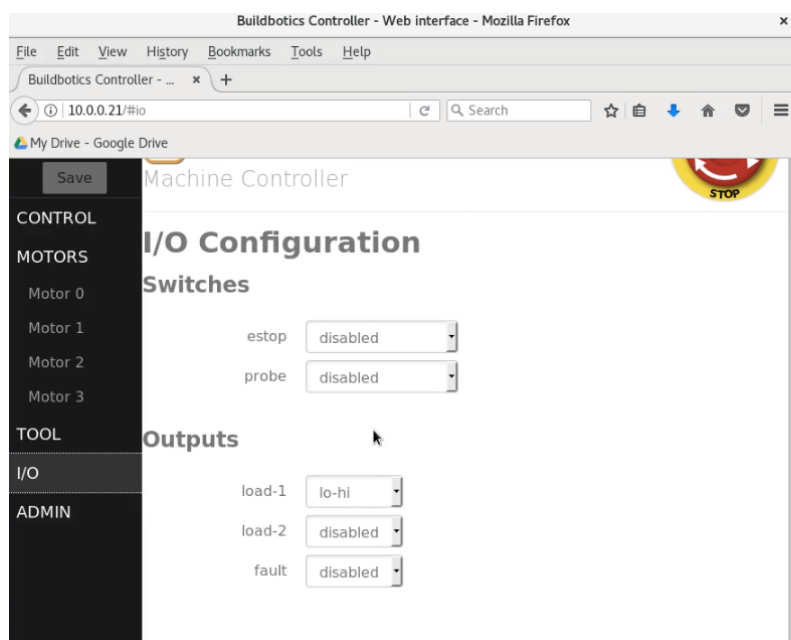 Buildbotics Controller - Web interface - Mozilla Firefox ×
File Edit View History Bookmarks Tools Help
Buildbotics Controller - ... × +
10.0.0.21/#io Search
My Drive - Google Drive
Save
Machine Controller
STOP
CONTROL
MOTORS
Motor 0
Motor 1
Motor 2
Motor 3
TOOL
I/O
ADMIN
I/O Configuration
Switches
estop disabled
probe disabled
Outputs
load-1 lo-hi
load-2 disabled
fault disabled